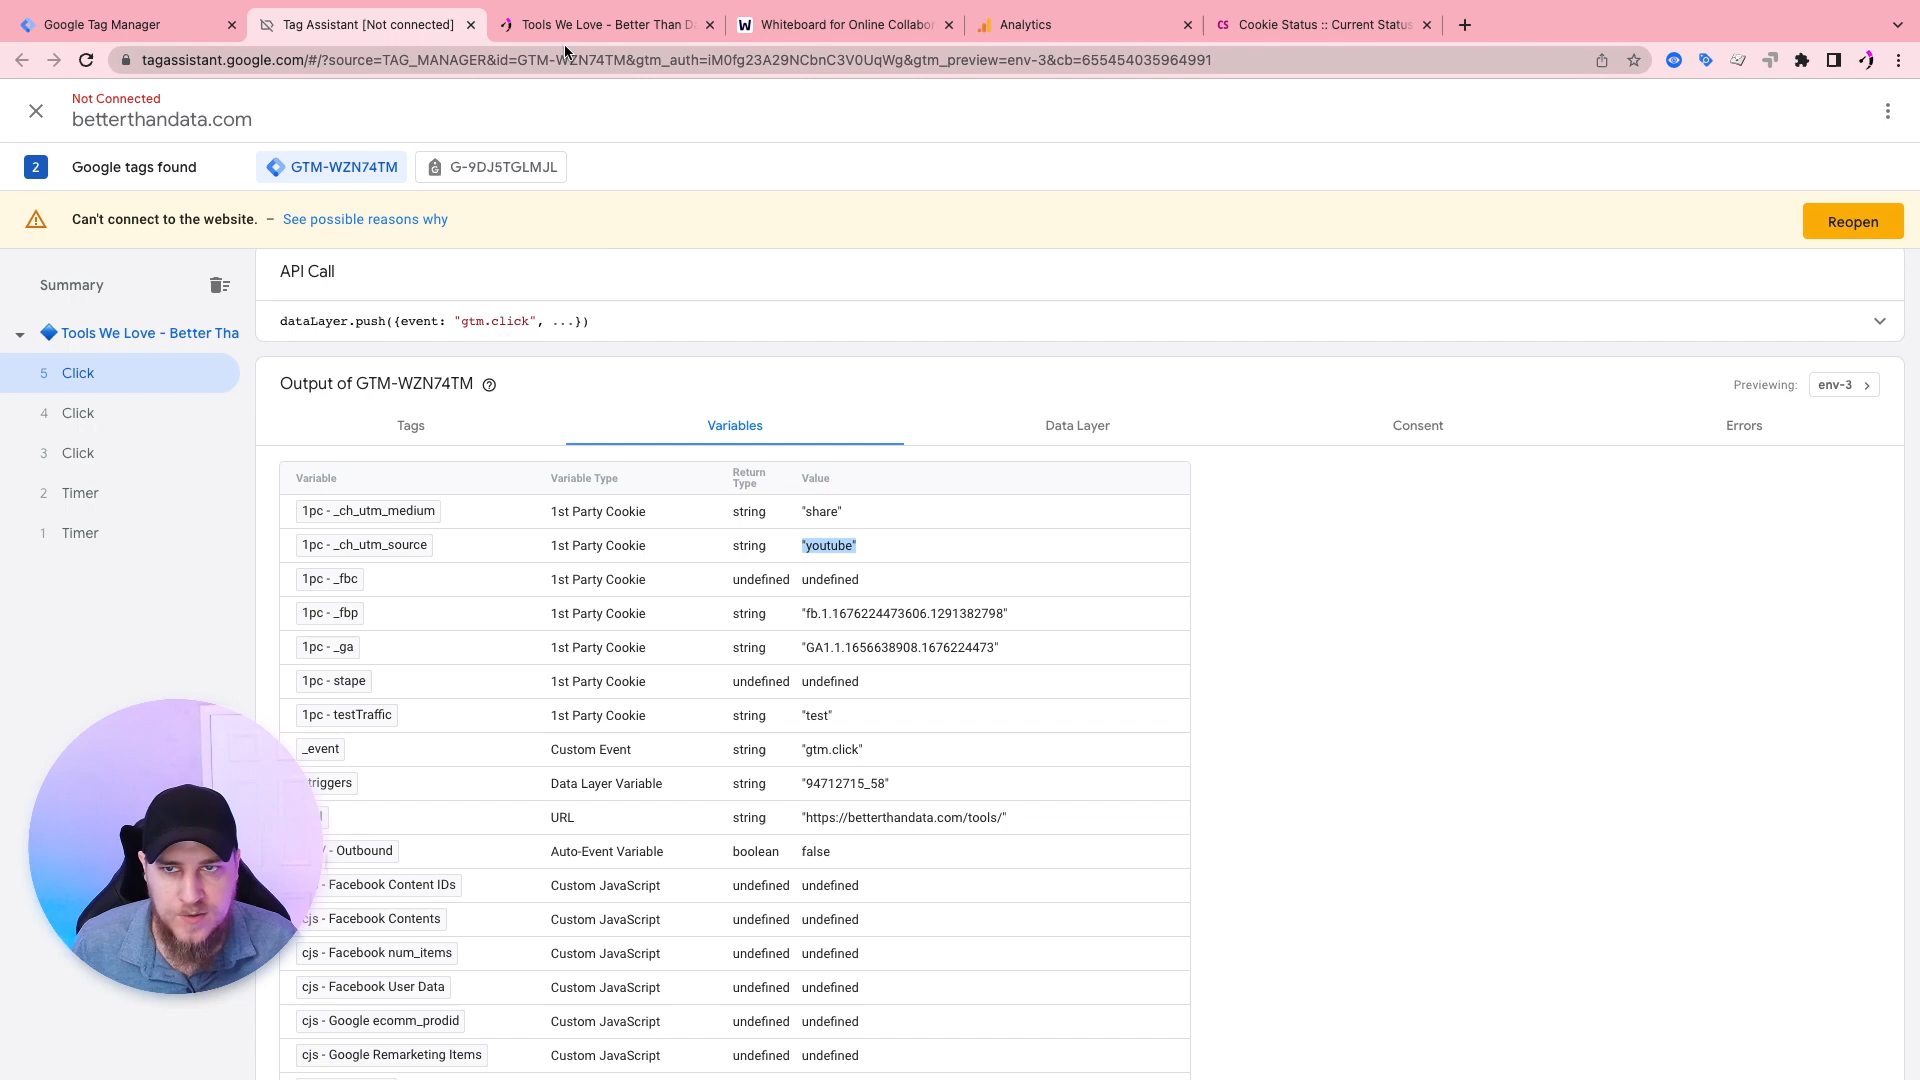 Google Tag Manager
Tag Assistant [Not connected]
Tools We Love - Better Than Da
Whiteboard for Online Collabor
Analytics
Cookie Status :: Current Status
tagassistant.google.com/#/?source=TAG_MANAGER&id=GTM-WZN74TM&gtm_auth=iM0fg23A29NCbnC3V0UqWg&gtm_preview=env-3&cb=655454035964991
Not Connected
betterthandata.com
2 Google tags found GTM-WZN74TM G-9DJ5TGLMJL
Can't connect to the website. – See possible reasons why
Reopen
Summary
Tools We Love - Better Tha
5 Click
4 Click
3 Click
2 Timer
1 Timer
API Call
dataLayer.push({event: "gtm.click", ...})
Output of GTM-WZN74TM
Previewing: env-3
Tags Variables Data Layer Consent Errors
Variable Variable Type Return Type Value
1pc - _ch_utm_medium 1st Party Cookie string "share"
1pc - _ch_utm_source 1st Party Cookie string "youtube"
1pc - _fbc 1st Party Cookie undefined undefined
1pc - _fbp 1st Party Cookie string "fb.1.1676224473606.1291382798"
1pc - _ga 1st Party Cookie string "GA1.1.1656638908.1676224473"
1pc - stape 1st Party Cookie undefined undefined
1pc - testTraffic 1st Party Cookie string "test"
_event Custom Event string "gtm.click"
triggers Data Layer Variable string "94712715_58"
URL string "https://betterthandata.com/tools/"
- Outbound Auto-Event Variable boolean false
- Facebook Content IDs Custom JavaScript undefined undefined
cjs - Facebook Contents Custom JavaScript undefined undefined
cjs - Facebook num_items Custom JavaScript undefined undefined
cjs - Facebook User Data Custom JavaScript undefined undefined
cjs - Google ecomm_prodid Custom JavaScript undefined undefined
cjs - Google Remarketing Items Custom JavaScript undefined undefined